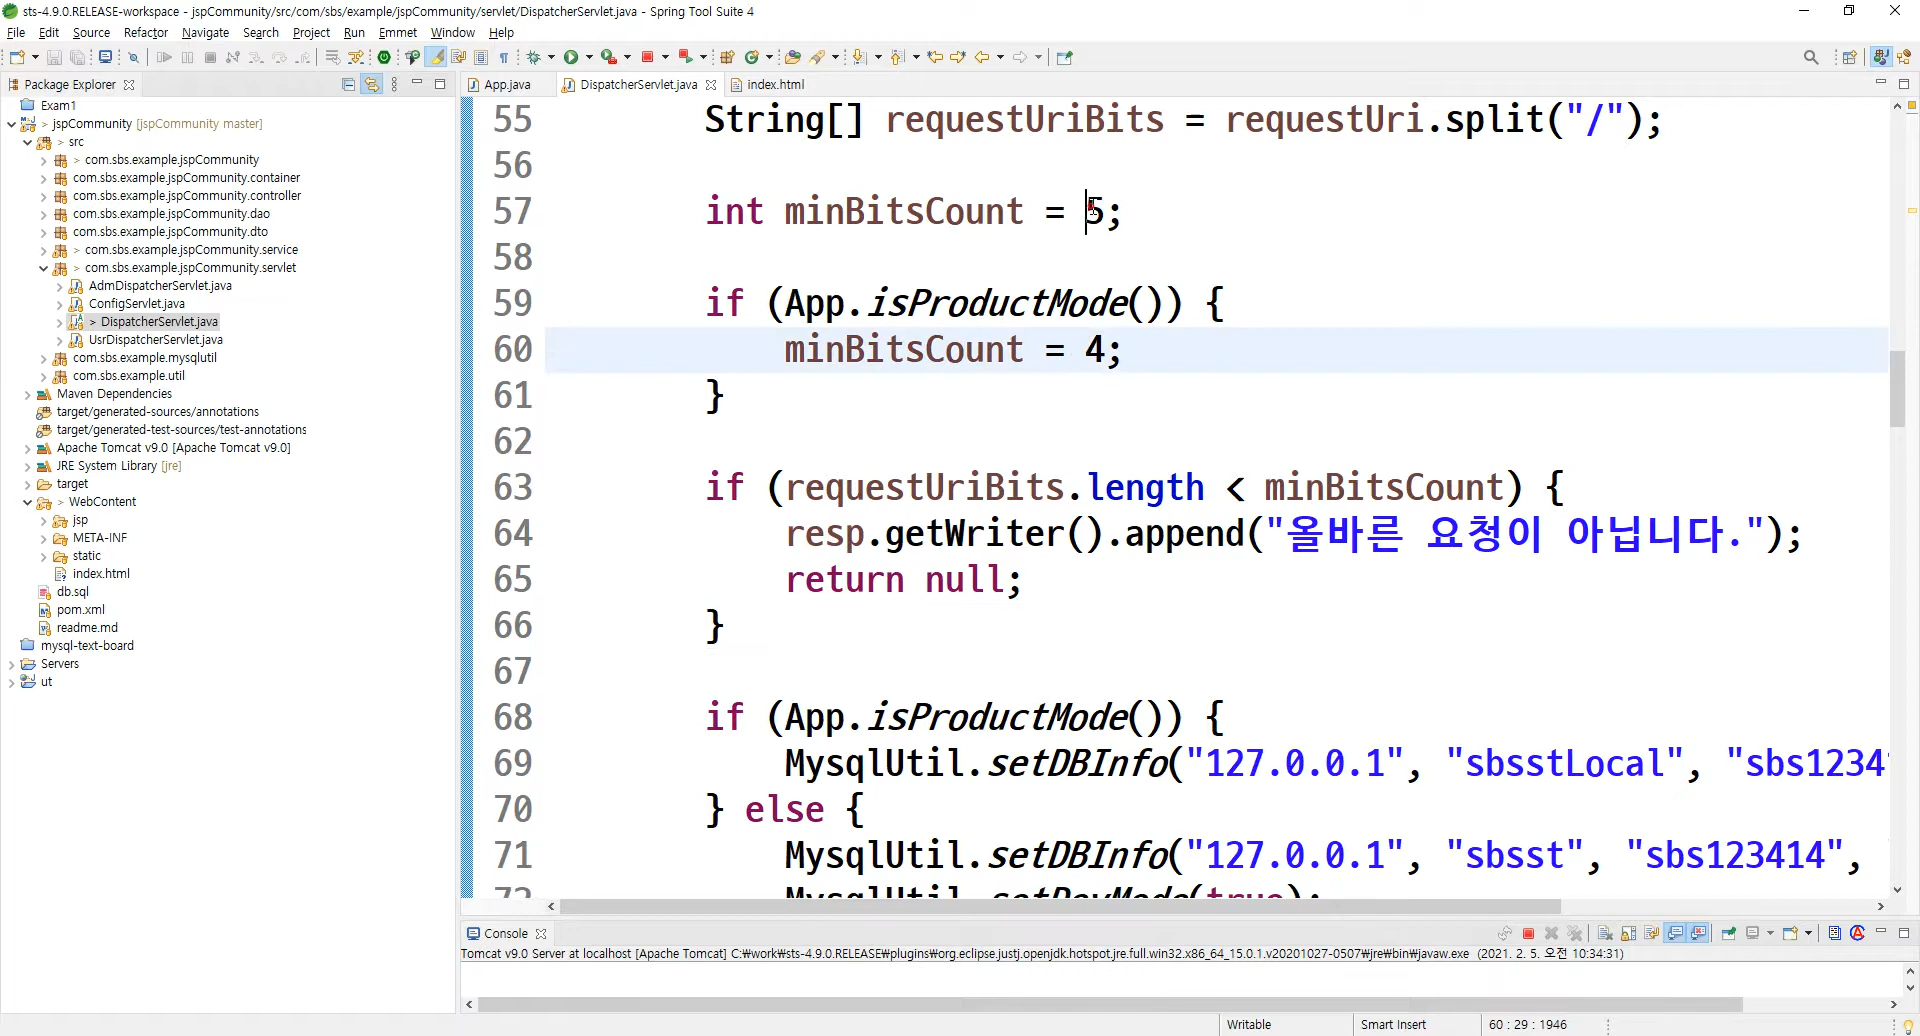 sts-4.9.0.RELEASE-workspace - jspCommunity/src/com/sbs/example/jspCommunity/servlet/DispatcherServlet.java - Spring Tool Suite 4
File Edit Source Refactor Navigate Search Project Run Emmet Window Help
Package Explorer
Exam1
> jspCommunity [jspCommunity master]
> src
> com.sbs.example.jspCommunity
com.sbs.example.jspCommunity.container
com.sbs.example.jspCommunity.controller
com.sbs.example.jspCommunity.dao
com.sbs.example.jspCommunity.dto
> com.sbs.example.jspCommunity.service
> com.sbs.example.jspCommunity.servlet
AdmDispatcherServlet.java
ConfigServlet.java
> DispatcherServlet.java
UsrDispatcherServlet.java
com.sbs.example.mysqlutil
com.sbs.example.util
Maven Dependencies
target/generated-sources/annotations
target/generated-test-sources/test-annotations
Apache Tomcat v9.0 [Apache Tomcat v9.0]
JRE System Library [jre]
target
> WebContent
jsp
META-INF
static
index.html
db.sql
pom.xml
readme.md
mysql-text-board
Servers
ut
App.java DispatcherServlet.java index.html
55 String[] requestUriBits = requestUri.split("/");
56
57 int minBitsCount = 5;
58
59 if (App.isProductMode()) {
60 minBitsCount = 4;
61 }
62
63 if (requestUriBits.length < minBitsCount) {
64 resp.getWriter().append("올바른 요청이 아닙니다.");
65 return null;
66 }
67
68 if (App.isProductMode()) {
69 MysqlUtil.setDBInfo("127.0.0.1", "sbsstLocal", "sbs1234
70 } else {
71 MysqlUtil.setDBInfo("127.0.0.1", "sbsst", "sbs123414",
72 MysqlUtil.setDevMode(true);
Console
Tomcat v9.0 Server at localhost [Apache Tomcat] C:₩work₩sts-4.9.0.RELEASE₩plugins₩org.eclipse.justj.openjdk.hotspot.jre.full.win32.x86_64_15.0.1.v20201027-0507₩jre₩bin₩javaw.exe (2021. 2. 5. 오전 10:34:31)
Writable Smart Insert 60 : 29 : 1946